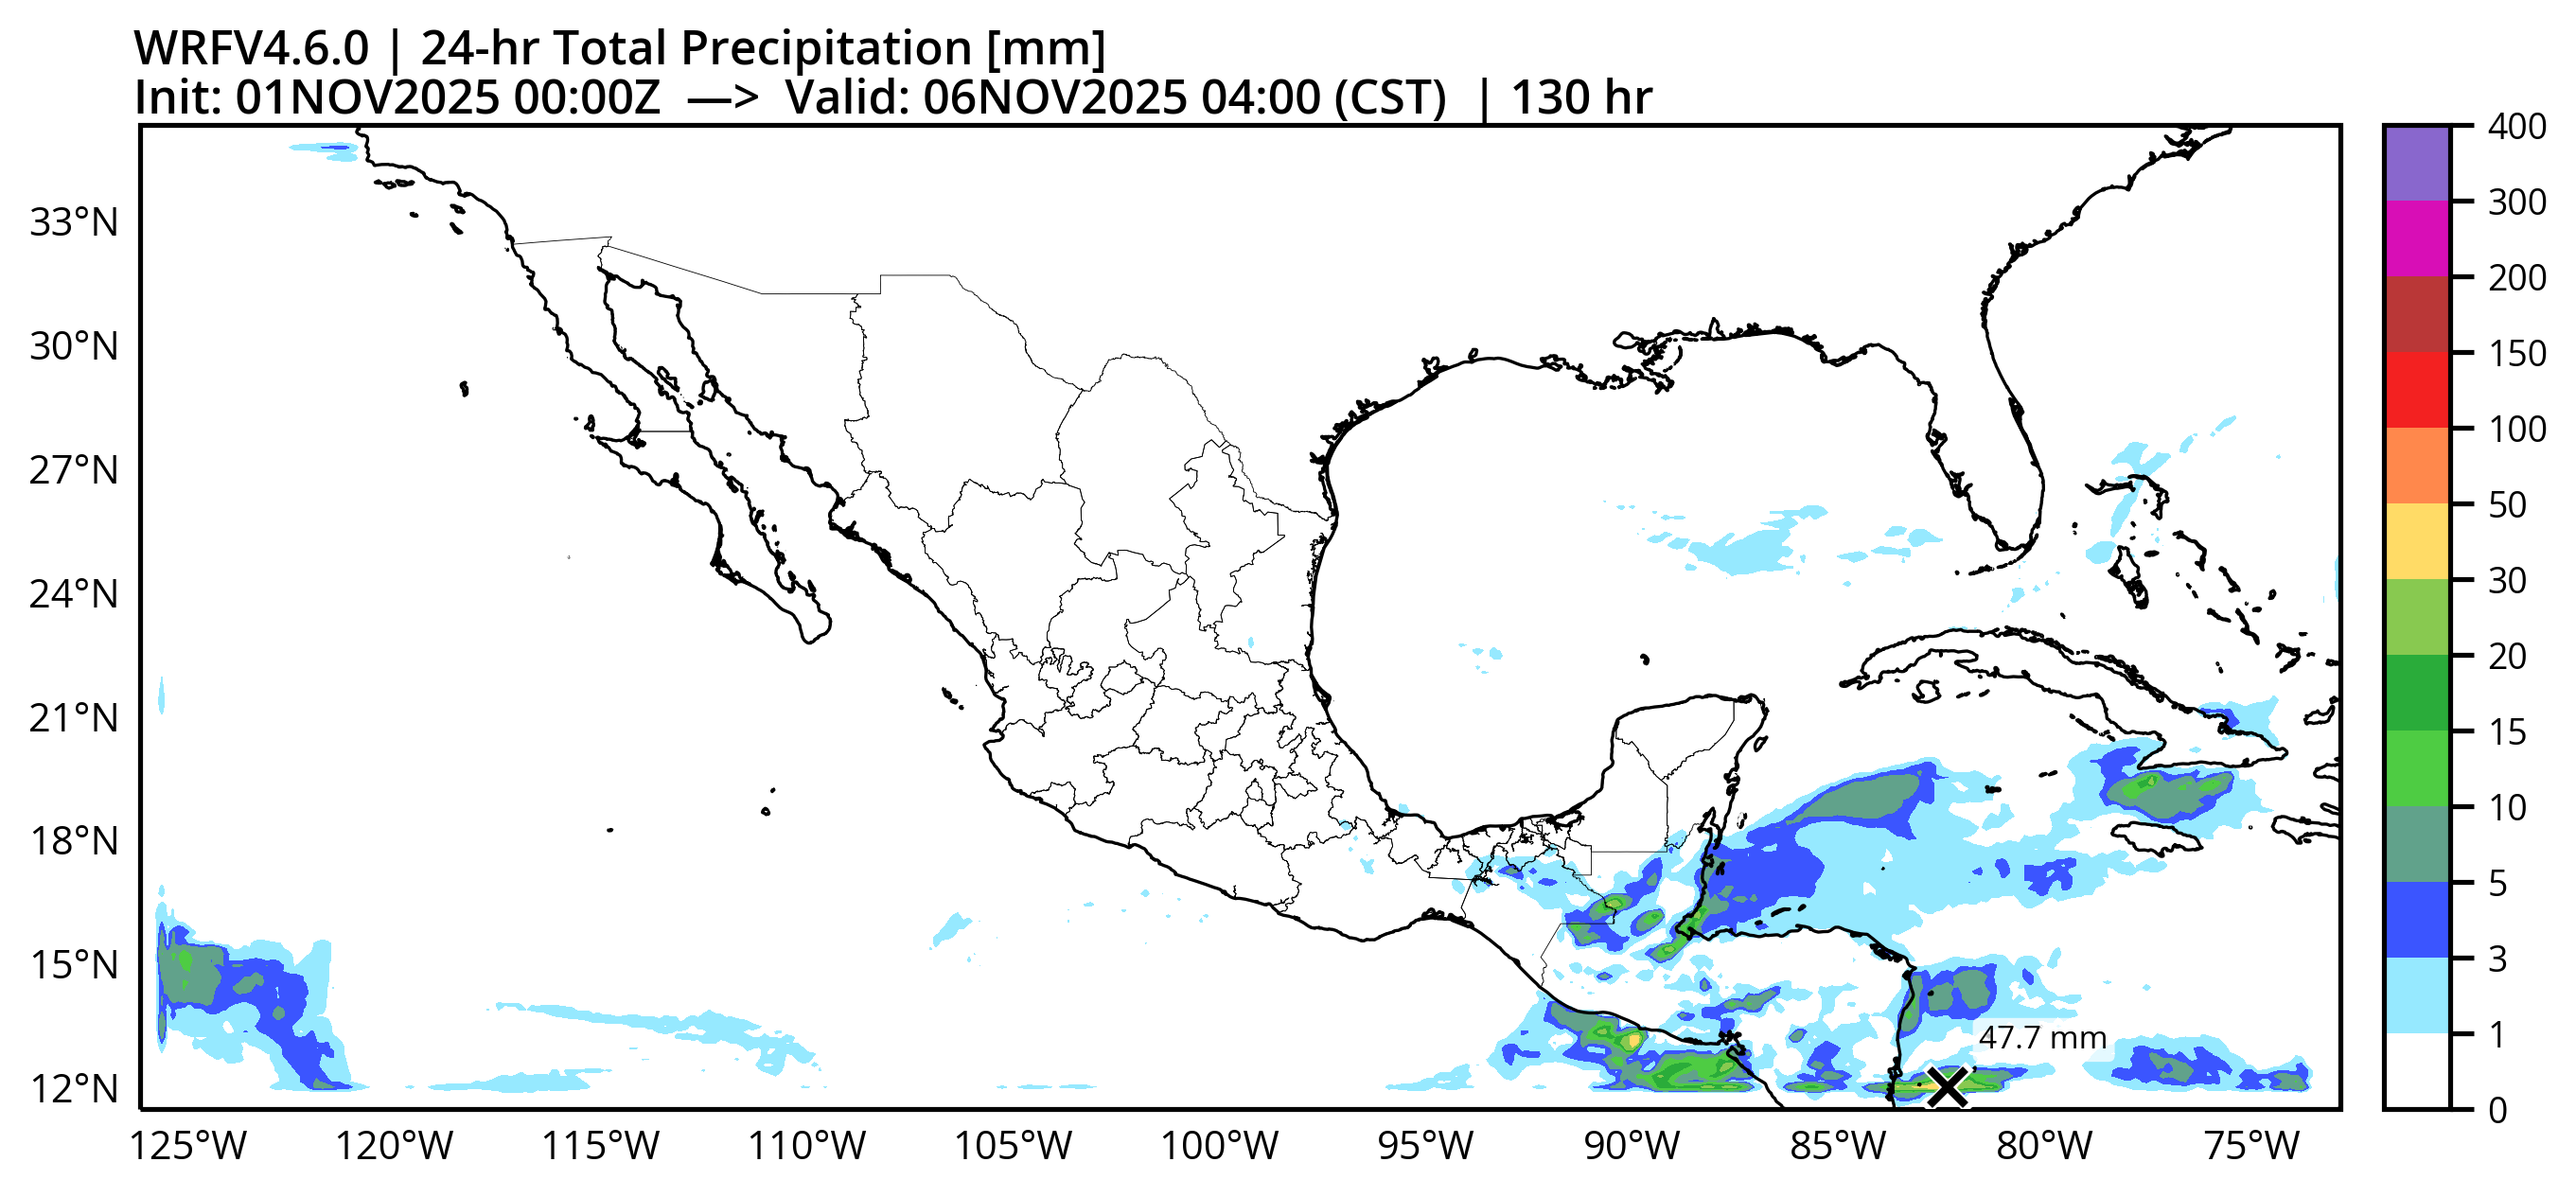 WRFV4.6.0 | 24-hr Total Precipitation [mm]
Init: 01NOV2025 00:00Z —> Valid: 06NOV2025 04:00 (CST) | 130 hr
33°N
30°N
27°N
24°N
21°N
18°N
15°N
12°N
125°W 120°W 115°W 110°W 105°W 100°W 95°W 90°W 85°W 80°W 75°W
47.7 mm
400
300
200
150
100
50
30
20
15
10
5
3
1
0